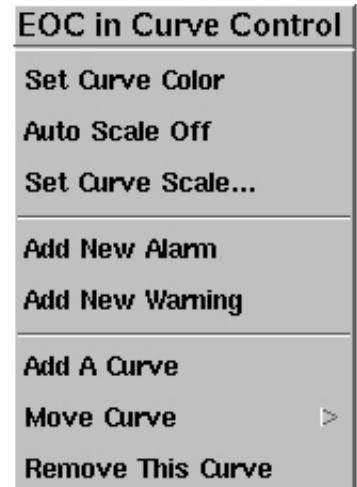 EOC in Curve Control
Set Curve Color
Auto Scale Off
Set Curve Scale...
Add New Alarm
Add New Warning
Add A Curve
Move Curve
Remove This Curve